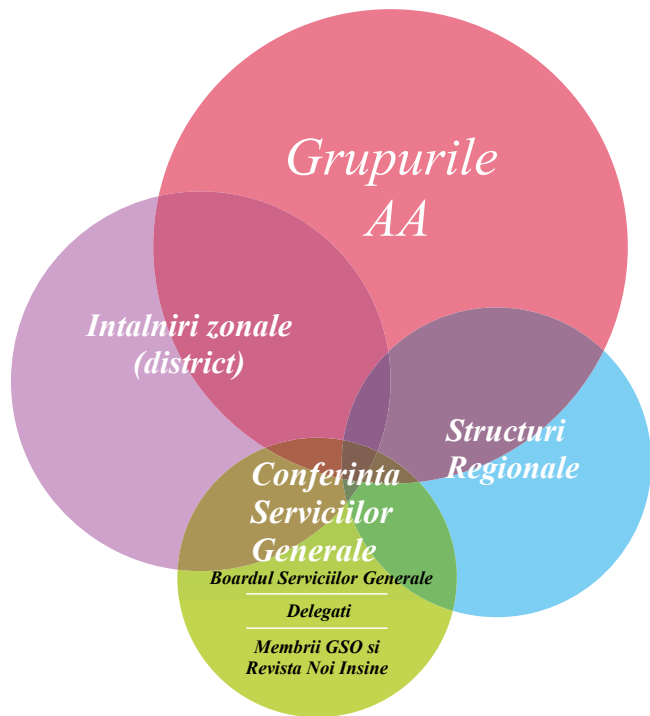 Grupurile
AA
Intalniri zonale
(district)
Structuri
Regionale
Conferinta
Serviciilor
Generale
Boardul Serviciilor Generale
Delegati
Membrii GSO si
Revista Noi Insine